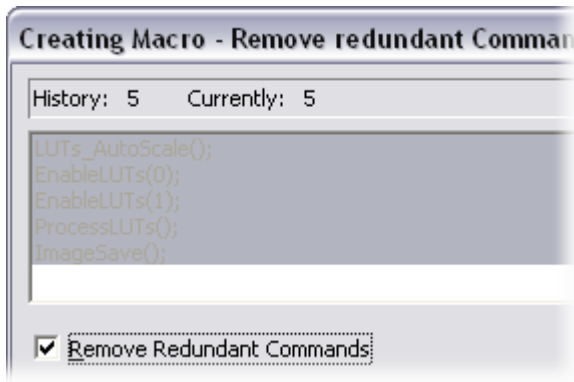 Creating Macro - Remove redundant Comman
History: 5 Currently: 5
LUTs_AutoScale();
EnableLUTs(0);
EnableLUTs(1);
ProcessLUTs();
ImageSave();
Remove Redundant Commands